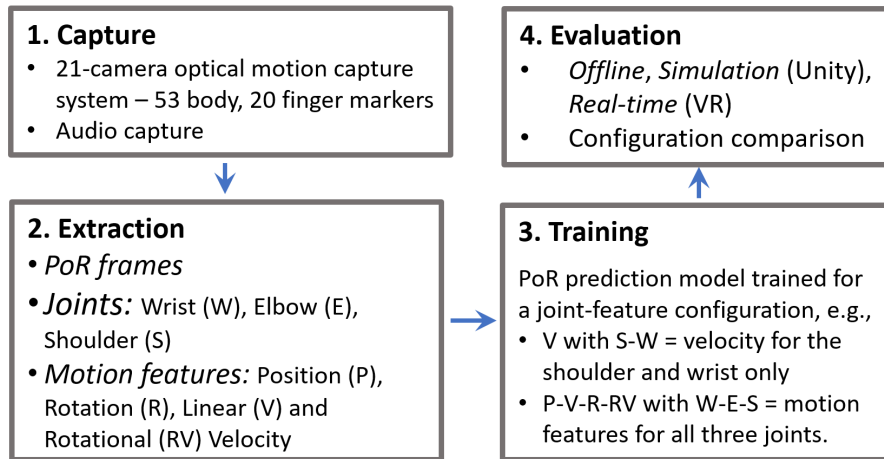 1. Capture
• 21-camera optical motion capture
system – 53 body, 20 finger markers
• Audio capture
2. Extraction
• PoR frames
• Joints: Wrist (W), Elbow (E),
Shoulder (S)
• Motion features: Position (P),
Rotation (R), Linear (V) and
Rotational (RV) Velocity
3. Training
PoR prediction model trained for
a joint-feature configuration, e.g.,
• V with S-W = velocity for the
shoulder and wrist only
• P-V-R-RV with W-E-S = motion
features for all three joints.
4. Evaluation
• Offline, Simulation (Unity),
Real-time (VR)
• Configuration comparison